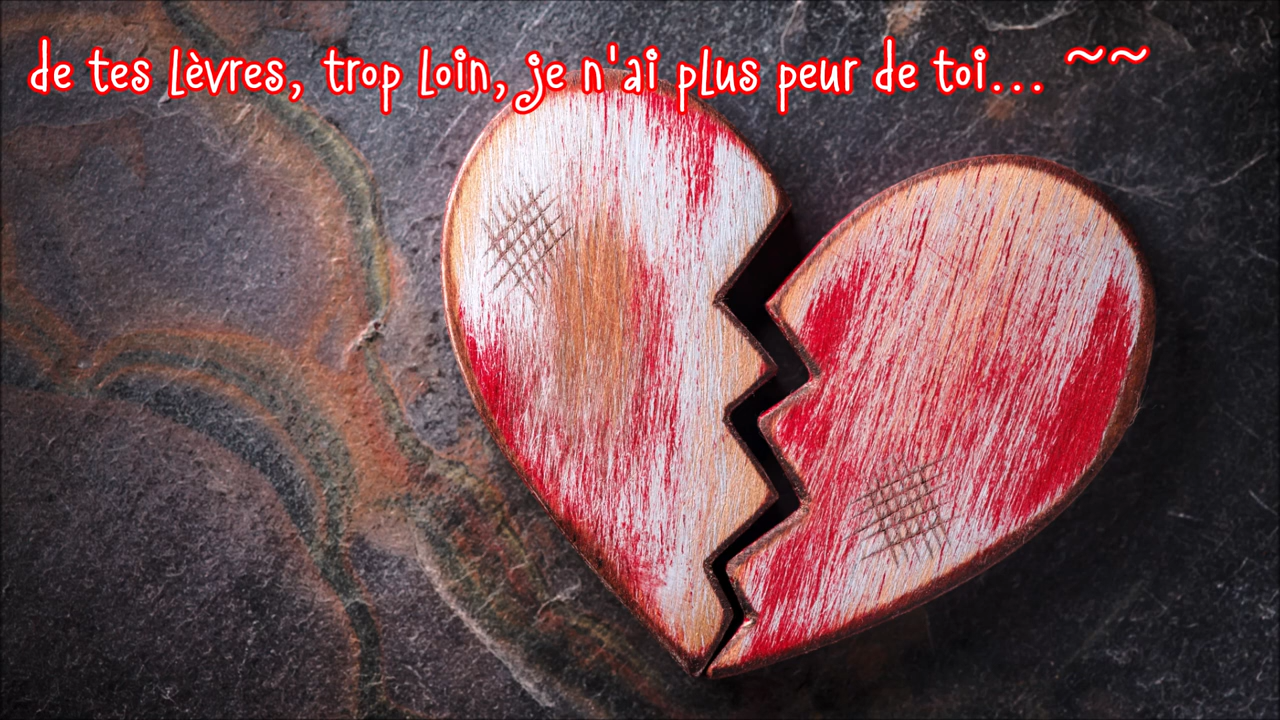 de tes lèvres, trop loin, je n'ai plus peur de toi... ~~